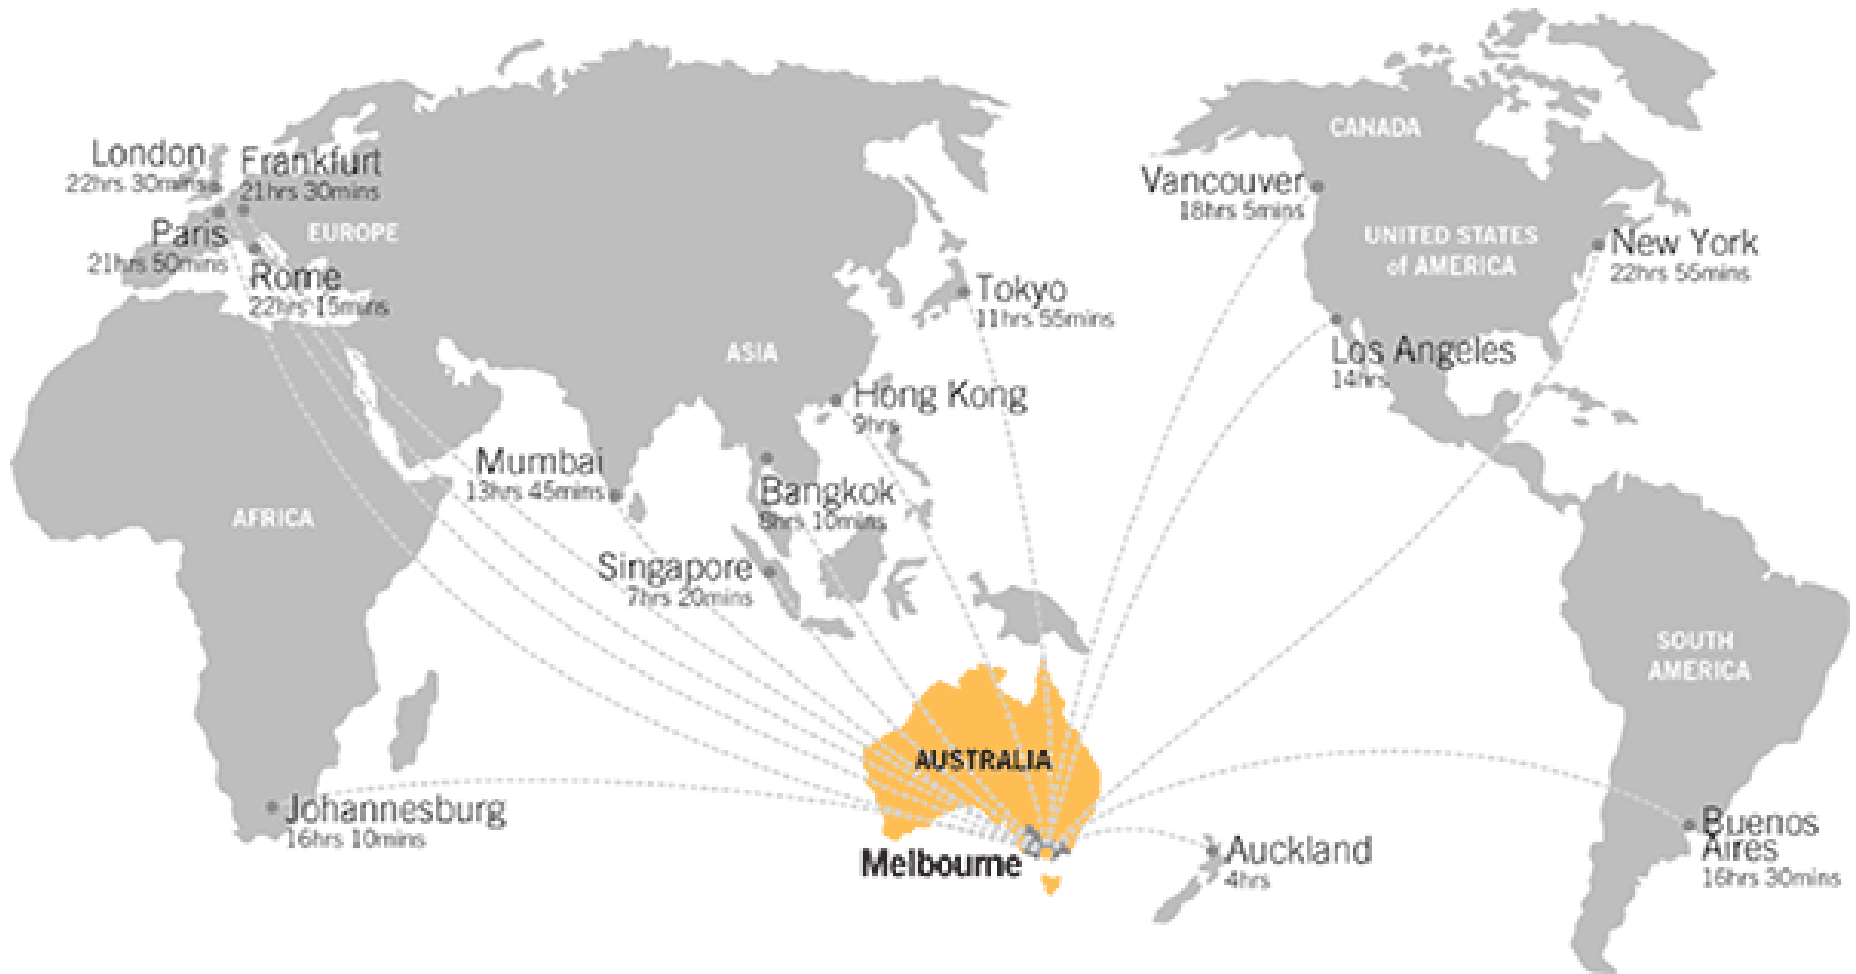 London
22hrs 30mins
Frankfurt
21hrs 30mins
Paris
21hrs 50mins
EUROPE
Rome
22hrs 15mins
ASIA
Tokyo
11hrs 55mins
Hong Kong
9hrs
Mumbai
13hrs 45mins
Bangkok
8hrs 10mins
Singapore
7hrs 20mins
AFRICA
Johannesburg
16hrs 10mins
AUSTRALIA
Melbourne
Auckland
4hrs
CANADA
Vancouver
18hrs 5mins
UNITED STATES
of AMERICA
New York
22hrs 55mins
Los Angeles
14hrs
SOUTH
AMERICA
Buenos
Aires
16hrs 30mins